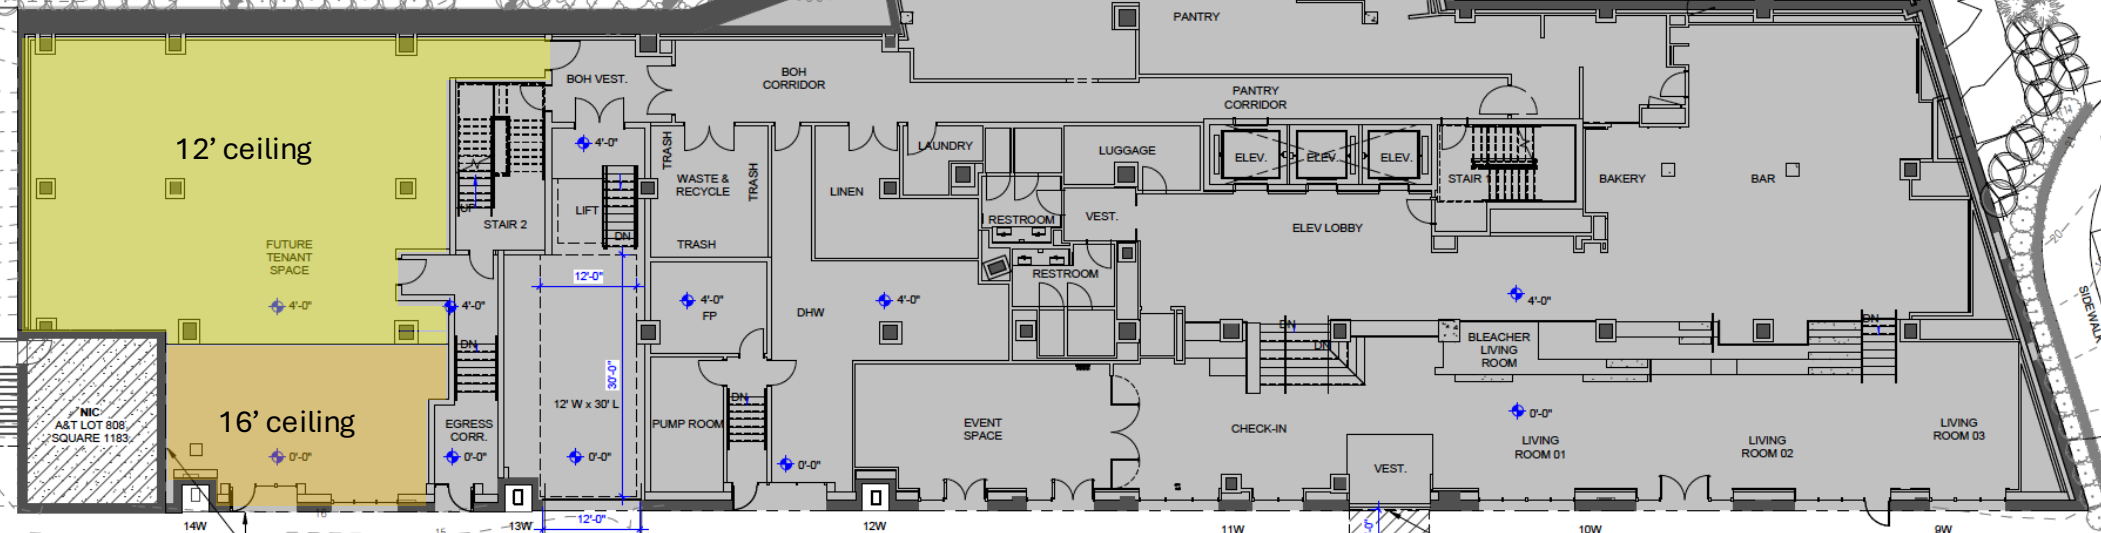 PANTRY
BOH VEST.
BOH
CORRIDOR
PANTRY
CORRIDOR
12' ceiling
4'-0"
TRASH
WASTE &
RECYCLE
TRASH
LAUNDRY
LUGGAGE
ELEV.
ELEV.
ELEV.
STAIR 1
BAKERY
BAR
LINEN
UP
STAIR 2
LIFT
DN
TRASH
RESTROOM
VEST.
ELEV LOBBY
FUTURE
TENANT
SPACE
4'-0"
4'-0"
12'-0"
RESTROOM
4'-0"
FP
4'-0"
DHW
4'-0"
20
SIDEWALK
DN
DN
DN
DN
BLEACHER
LIVING
ROOM
30'-0"
12' W x 30' L
DN
NIC
A&T LOT 808,
SQUARE 1183
16' ceiling
EGRESS
CORR.
PUMP ROOM
EVENT
SPACE
CHECK-IN
0'-0"
LIVING
ROOM 01
LIVING
ROOM 02
LIVING
ROOM 03
0'-0"
0'-0"
0'-0"
0'-0"
VEST.
16
15
14W
13W
12'-0"
12W
11W
10W
9W